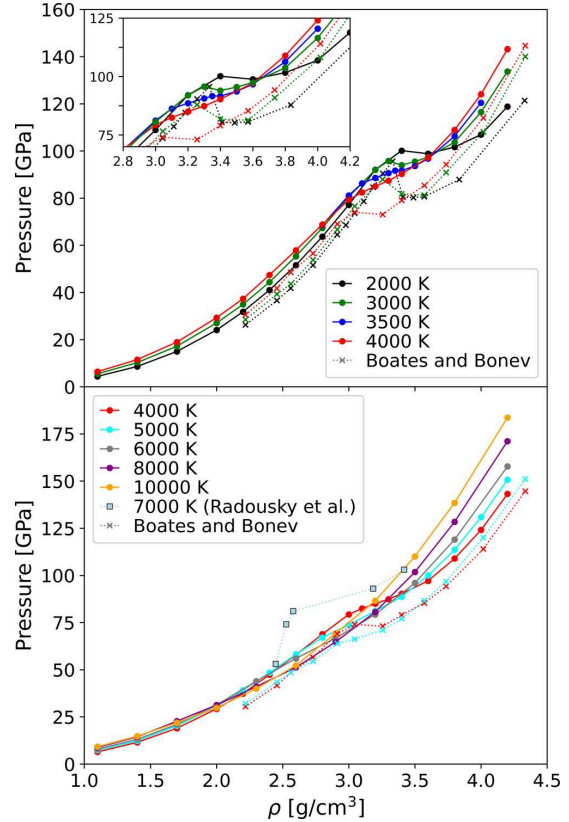 160
140
120
100
80
60
40
20
0
Pressure [GPa]
125
100
75
2.8 3.0 3.2 3.4 3.6 3.8 4.0 4.2
2000 K
3000 K
3500 K
4000 K
Boates and Bonev
175
150
125
100
75
50
25
0
Pressure [GPa]
4000 K
5000 K
6000 K
8000 K
10000 K
7000 K (Radousky et al.)
Boates and Bonev
1.0 1.5 2.0 2.5 3.0 3.5 4.0 4.5
ρ [g/cm³]